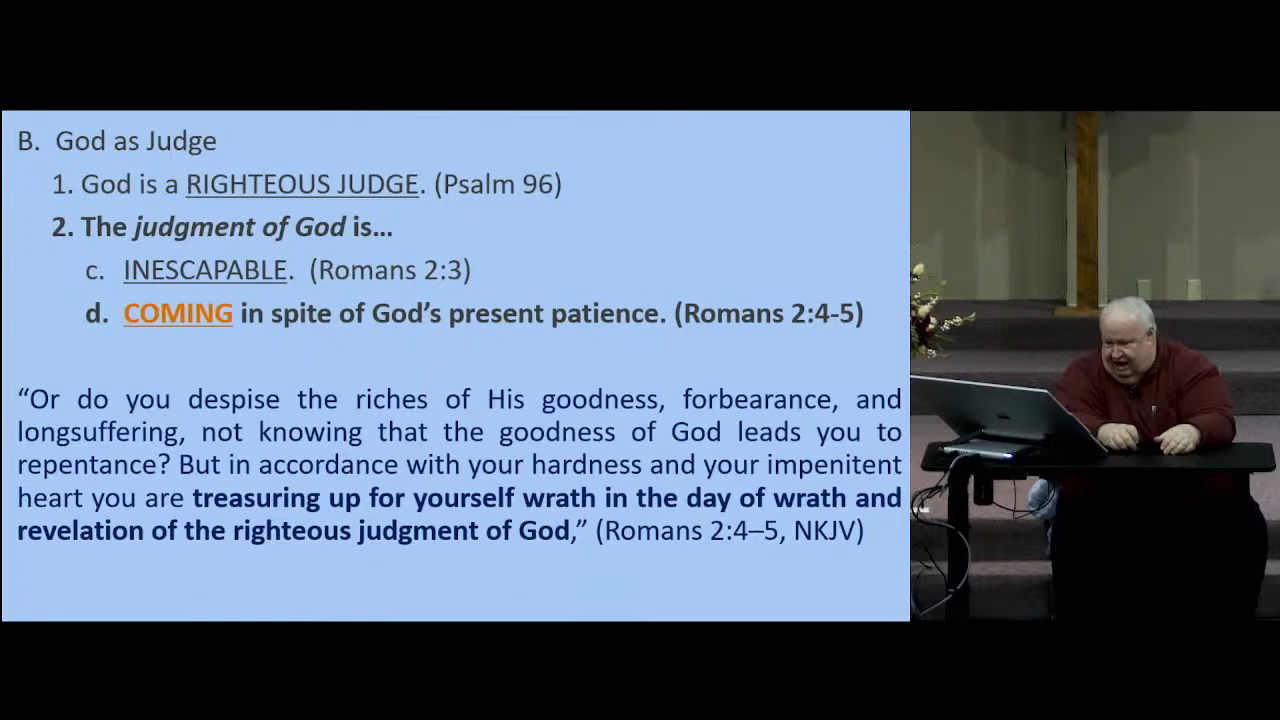 B. God as Judge
1. God is a RIGHTEOUS JUDGE. (Psalm 96)
2. The judgment of God is…
c. INESCAPABLE. (Romans 2:3)
d. COMING in spite of God’s present patience. (Romans 2:4-5)
“Or do you despise the riches of His goodness, forbearance, and
longsuffering, not knowing that the goodness of God leads you to
repentance? But in accordance with your hardness and your impenitent
heart you are treasuring up for yourself wrath in the day of wrath and
revelation of the righteous judgment of God,” (Romans 2:4–5, NKJV)